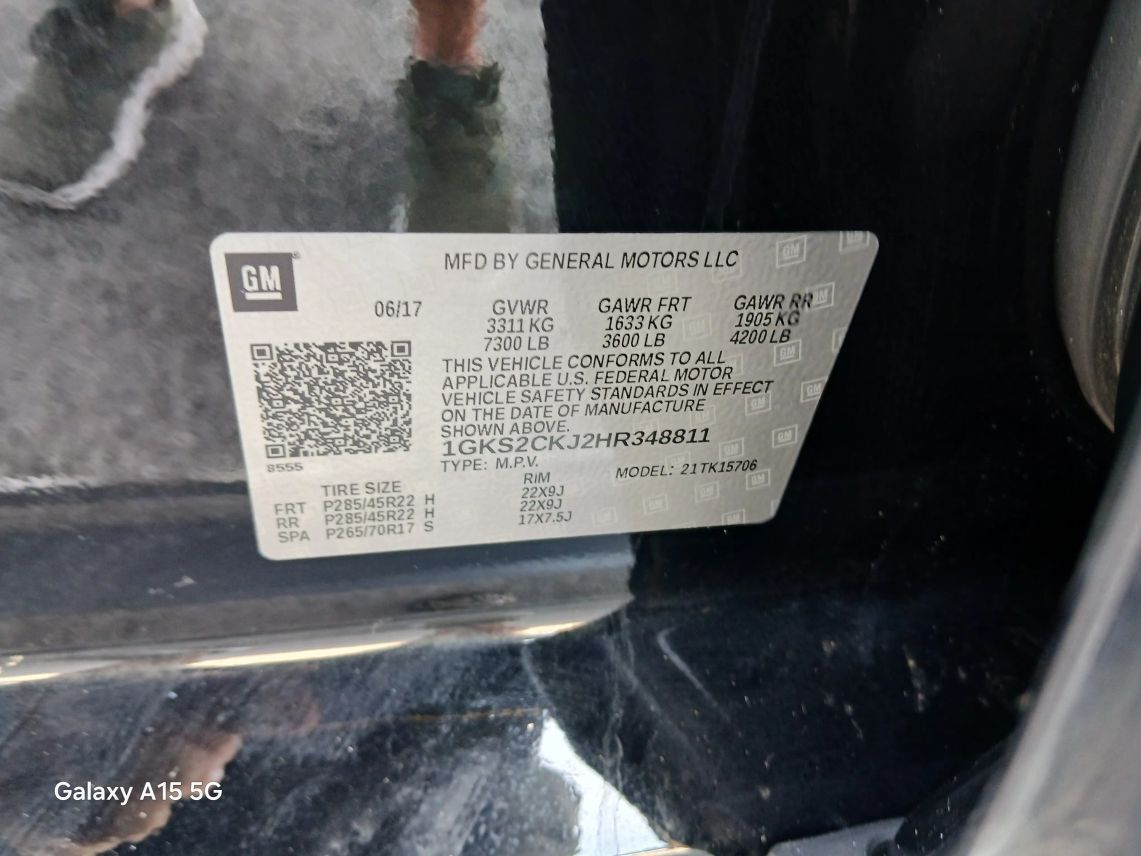 GM
MFD BY GENERAL MOTORS LLC
06/17 GVWR GAWR FRT GAWR RR
3311 KG 1633 KG 1905 KG
7300 LB 3600 LB 4200 LB
THIS VEHICLE CONFORMS TO ALL
APPLICABLE U.S. FEDERAL MOTOR
VEHICLE SAFETY STANDARDS IN EFFECT
ON THE DATE OF MANUFACTURE
SHOWN ABOVE.
1GKS2CKJ2HR348811
8555 TYPE: M.P.V. MODEL: 21TK15706
TIRE SIZE RIM
FRT P285/45R22 H 22X9J
RR P285/45R22 H 22X9J
SPA P265/70R17 S 17X7.5J
Galaxy A15 5G